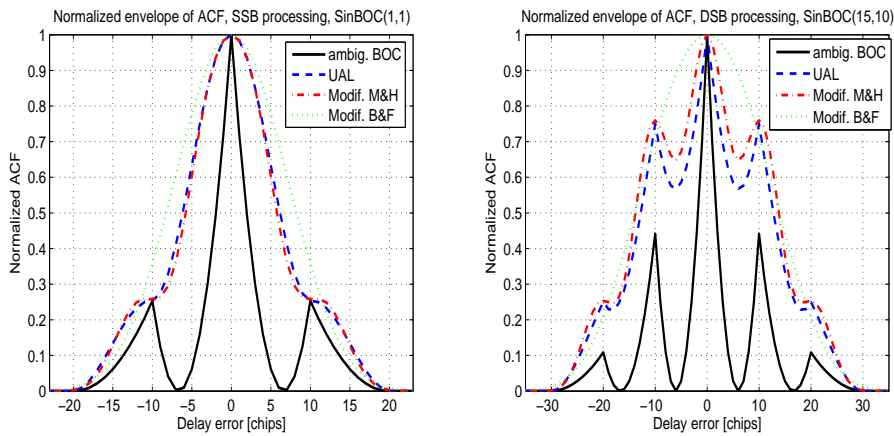 Normalized envelope of ACF, SSB processing, SinBOC(1,1)
Normalized ACF
1
0.9
0.8
0.7
0.6
0.5
0.4
0.3
0.2
0.1
0
ambig. BOC
UAL
Modif. M&H
Modif. B&F
−20 −15 −10 −5 0 5 10 15 20
Delay error [chips]
Normalized envelope of ACF, DSB processing, SinBOC(15,10)
Normalized ACF
1
0.9
0.8
0.7
0.6
0.5
0.4
0.3
0.2
0.1
0
ambig. BOC
UAL
Modif. M&H
Modif. B&F
−30 −20 −10 0 10 20 30
Delay error [chips]